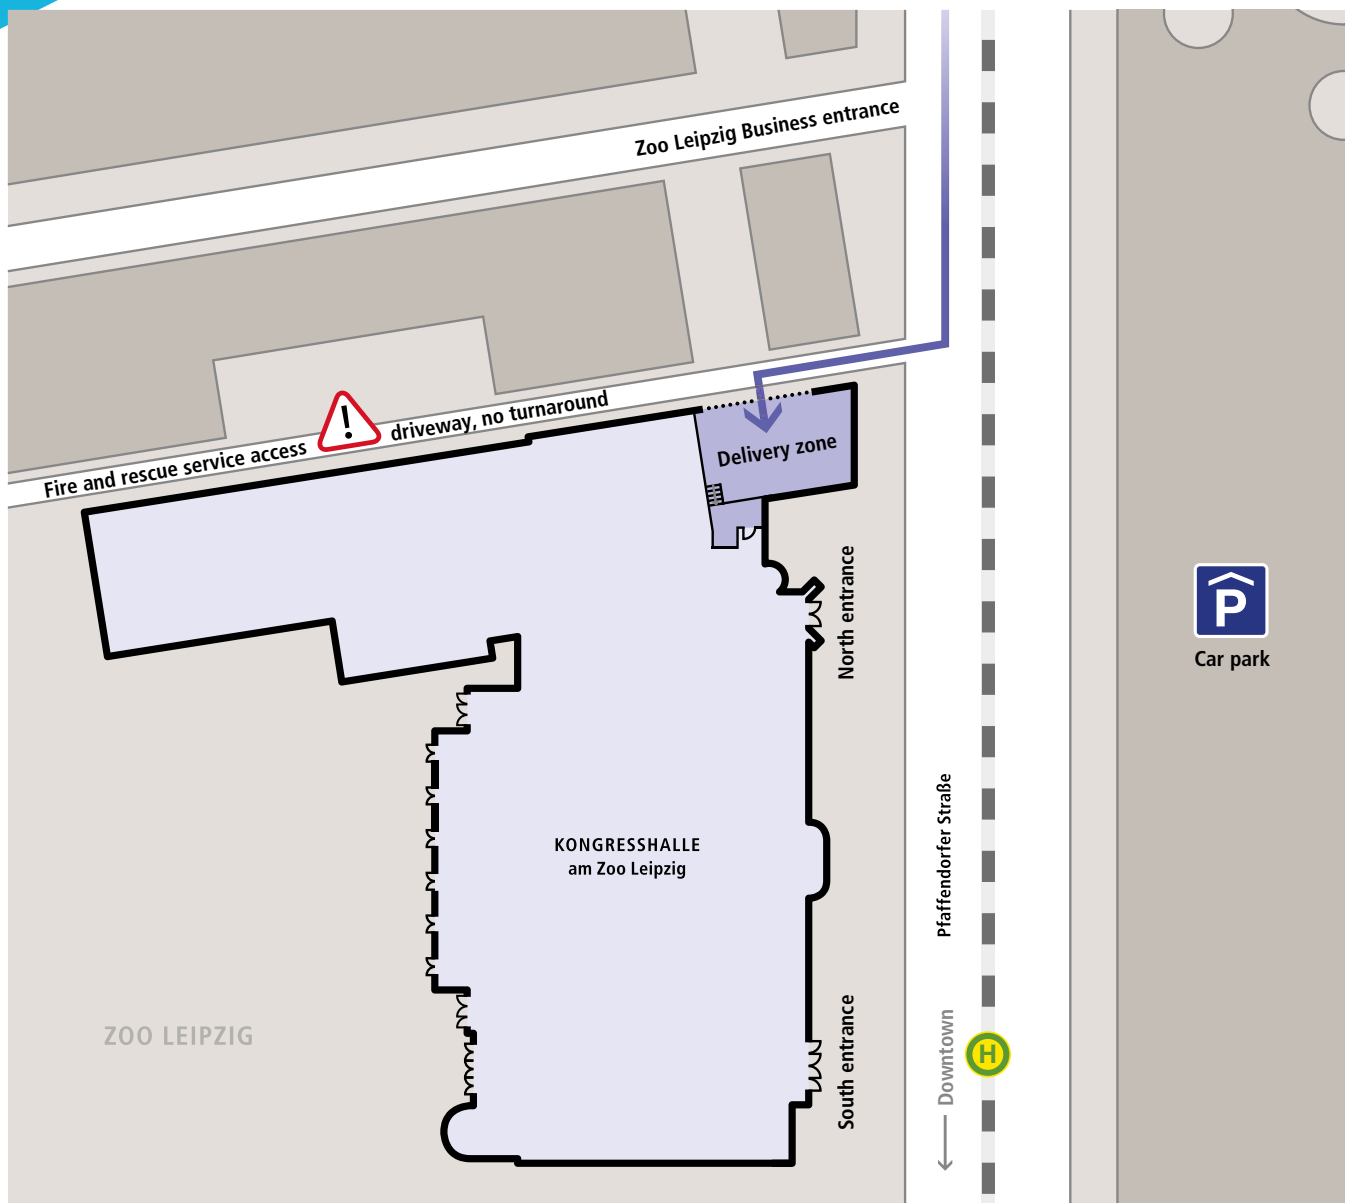 Zoo Leipzig Business entrance
Fire and rescue service access
!
driveway, no turnaround
Delivery zone
North entrance
P
Car park
Pfaffendorfer Straße
KONGRESSHALLE
am Zoo Leipzig
ZOO LEIPZIG
South entrance
Downtown
H